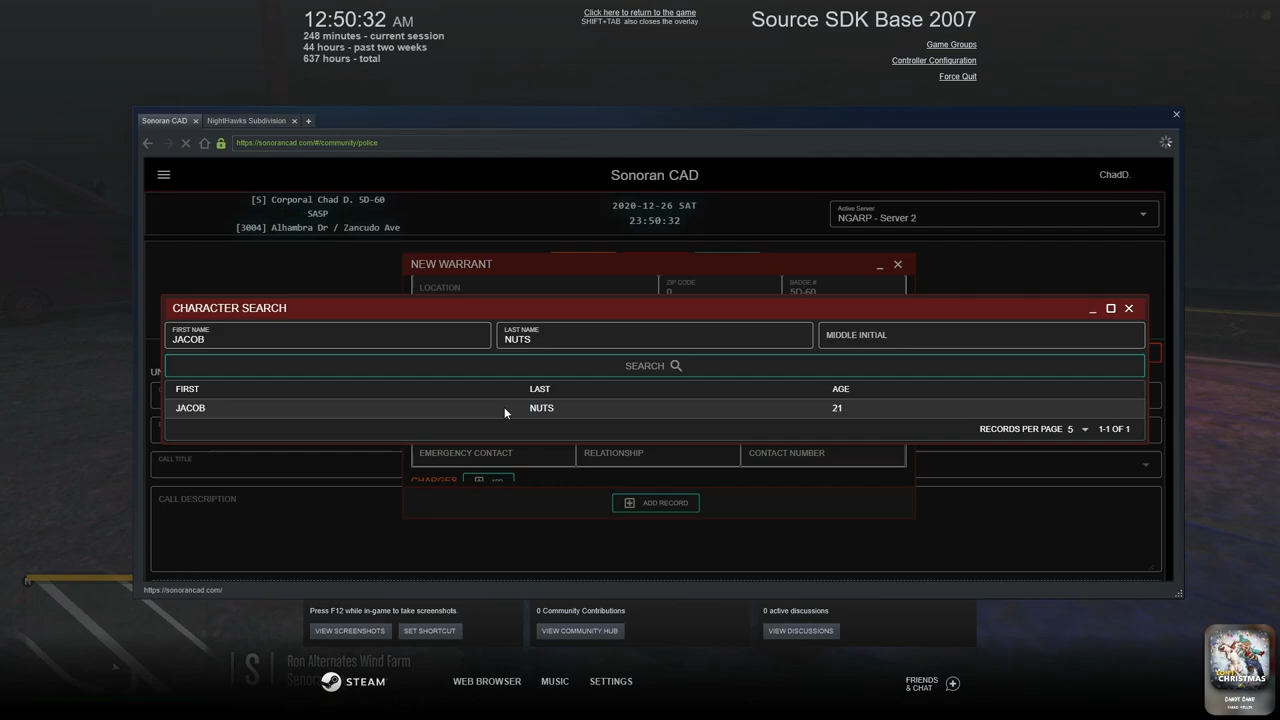 12:50:32 AM
248 minutes - current session
44 hours - past two weeks
637 hours - total
Click here to return to the game
SHIFT+TAB also closes the overlay
Source SDK Base 2007
Game Groups
Controller Configuration
Force Quit
Sonoran CAD
NightHawks Subdivision
https://sonorancad.com/#/community/police
Sonoran CAD
ChadD.
[S] Corporal Chad D. 5D-60
SASP
[3004] Alhambra Dr / Zancudo Ave
2020-12-26 SAT
23:50:32
Active Server
NGARP - Server 2
NEW WARRANT
LOCATION
ZIP CODE
0
BADGE #
5D-60
CHARACTER SEARCH
FIRST NAME
JACOB
LAST NAME
NUTS
MIDDLE INITIAL
SEARCH
FIRST LAST AGE
JACOB NUTS 21
RECORDS PER PAGE 5 1-1 OF 1
EMERGENCY CONTACT
RELATIONSHIP
CONTACT NUMBER
CALL TITLE
CHARGES
ADD
CALL DESCRIPTION
ADD RECORD
https://sonorancad.com/
Press F12 while in-game to take screenshots.
VIEW SCREENSHOTS
SET SHORTCUT
0 Community Contributions
VIEW COMMUNITY HUB
0 active discussions
VIEW DISCUSSIONS
N
S
Ron Alternates Wind Farm
STEAM
WEB BROWSER
MUSIC
SETTINGS
FRIENDS
& CHAT
CHRISTMAS
CANDY CANE